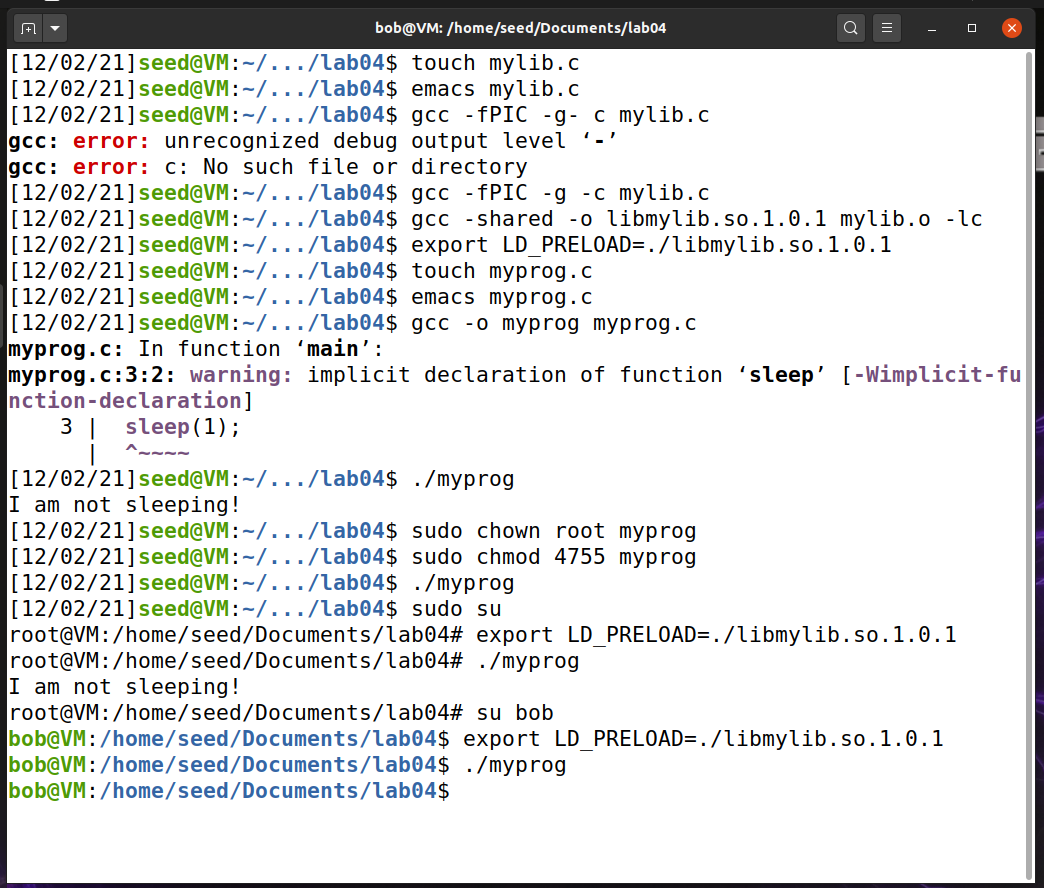 bob@VM: /home/seed/Documents/lab04
[12/02/21]seed@VM:~/.../lab04$ touch mylib.c
[12/02/21]seed@VM:~/.../lab04$ emacs mylib.c
[12/02/21]seed@VM:~/.../lab04$ gcc -fPIC -g- c mylib.c
gcc: error: unrecognized debug output level ‘-’
gcc: error: c: No such file or directory
[12/02/21]seed@VM:~/.../lab04$ gcc -fPIC -g -c mylib.c
[12/02/21]seed@VM:~/.../lab04$ gcc -shared -o libmylib.so.1.0.1 mylib.o -lc
[12/02/21]seed@VM:~/.../lab04$ export LD_PRELOAD=./libmylib.so.1.0.1
[12/02/21]seed@VM:~/.../lab04$ touch myprog.c
[12/02/21]seed@VM:~/.../lab04$ emacs myprog.c
[12/02/21]seed@VM:~/.../lab04$ gcc -o myprog myprog.c
myprog.c: In function ‘main’:
myprog.c:3:2: warning: implicit declaration of function ‘sleep’ [-Wimplicit-fu
nction-declaration]
    3 |  sleep(1);
      |  ^~~~~
[12/02/21]seed@VM:~/.../lab04$ ./myprog
I am not sleeping!
[12/02/21]seed@VM:~/.../lab04$ sudo chown root myprog
[12/02/21]seed@VM:~/.../lab04$ sudo chmod 4755 myprog
[12/02/21]seed@VM:~/.../lab04$ ./myprog
[12/02/21]seed@VM:~/.../lab04$ sudo su
root@VM:/home/seed/Documents/lab04# export LD_PRELOAD=./libmylib.so.1.0.1
root@VM:/home/seed/Documents/lab04# ./myprog
I am not sleeping!
root@VM:/home/seed/Documents/lab04# su bob
bob@VM:/home/seed/Documents/lab04$ export LD_PRELOAD=./libmylib.so.1.0.1
bob@VM:/home/seed/Documents/lab04$ ./myprog
bob@VM:/home/seed/Documents/lab04$